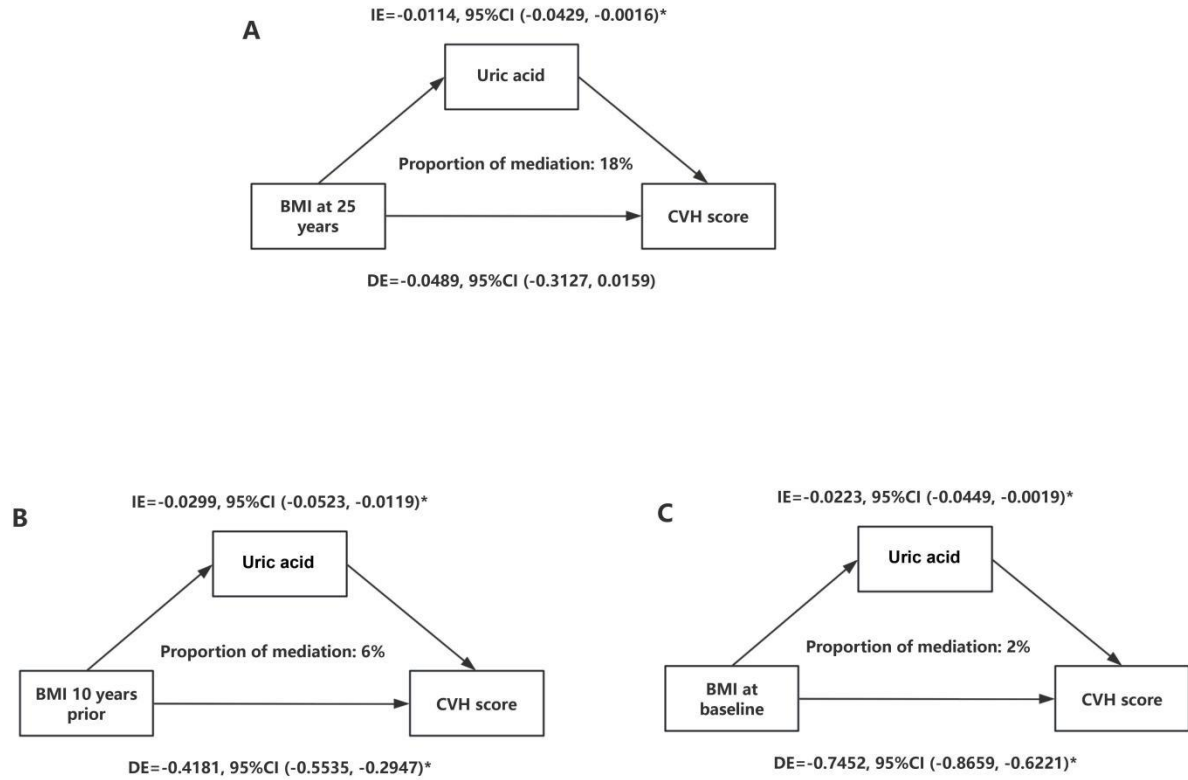 IE=-0.0114, 95%CI (-0.0429, -0.0016)*
A
Uric acid
Proportion of mediation: 18%
BMI at 25
years
CVH score
DE=-0.0489, 95%CI (-0.3127, 0.0159)
IE=-0.0299, 95%CI (-0.0523, -0.0119)*
B
Uric acid
Proportion of mediation: 6%
BMI 10 years
prior
CVH score
DE=-0.4181, 95%CI (-0.5535, -0.2947)*
IE=-0.0223, 95%CI (-0.0449, -0.0019)*
C
Uric acid
Proportion of mediation: 2%
BMI at
baseline
CVH score
DE=-0.7452, 95%CI (-0.8659, -0.6221)*